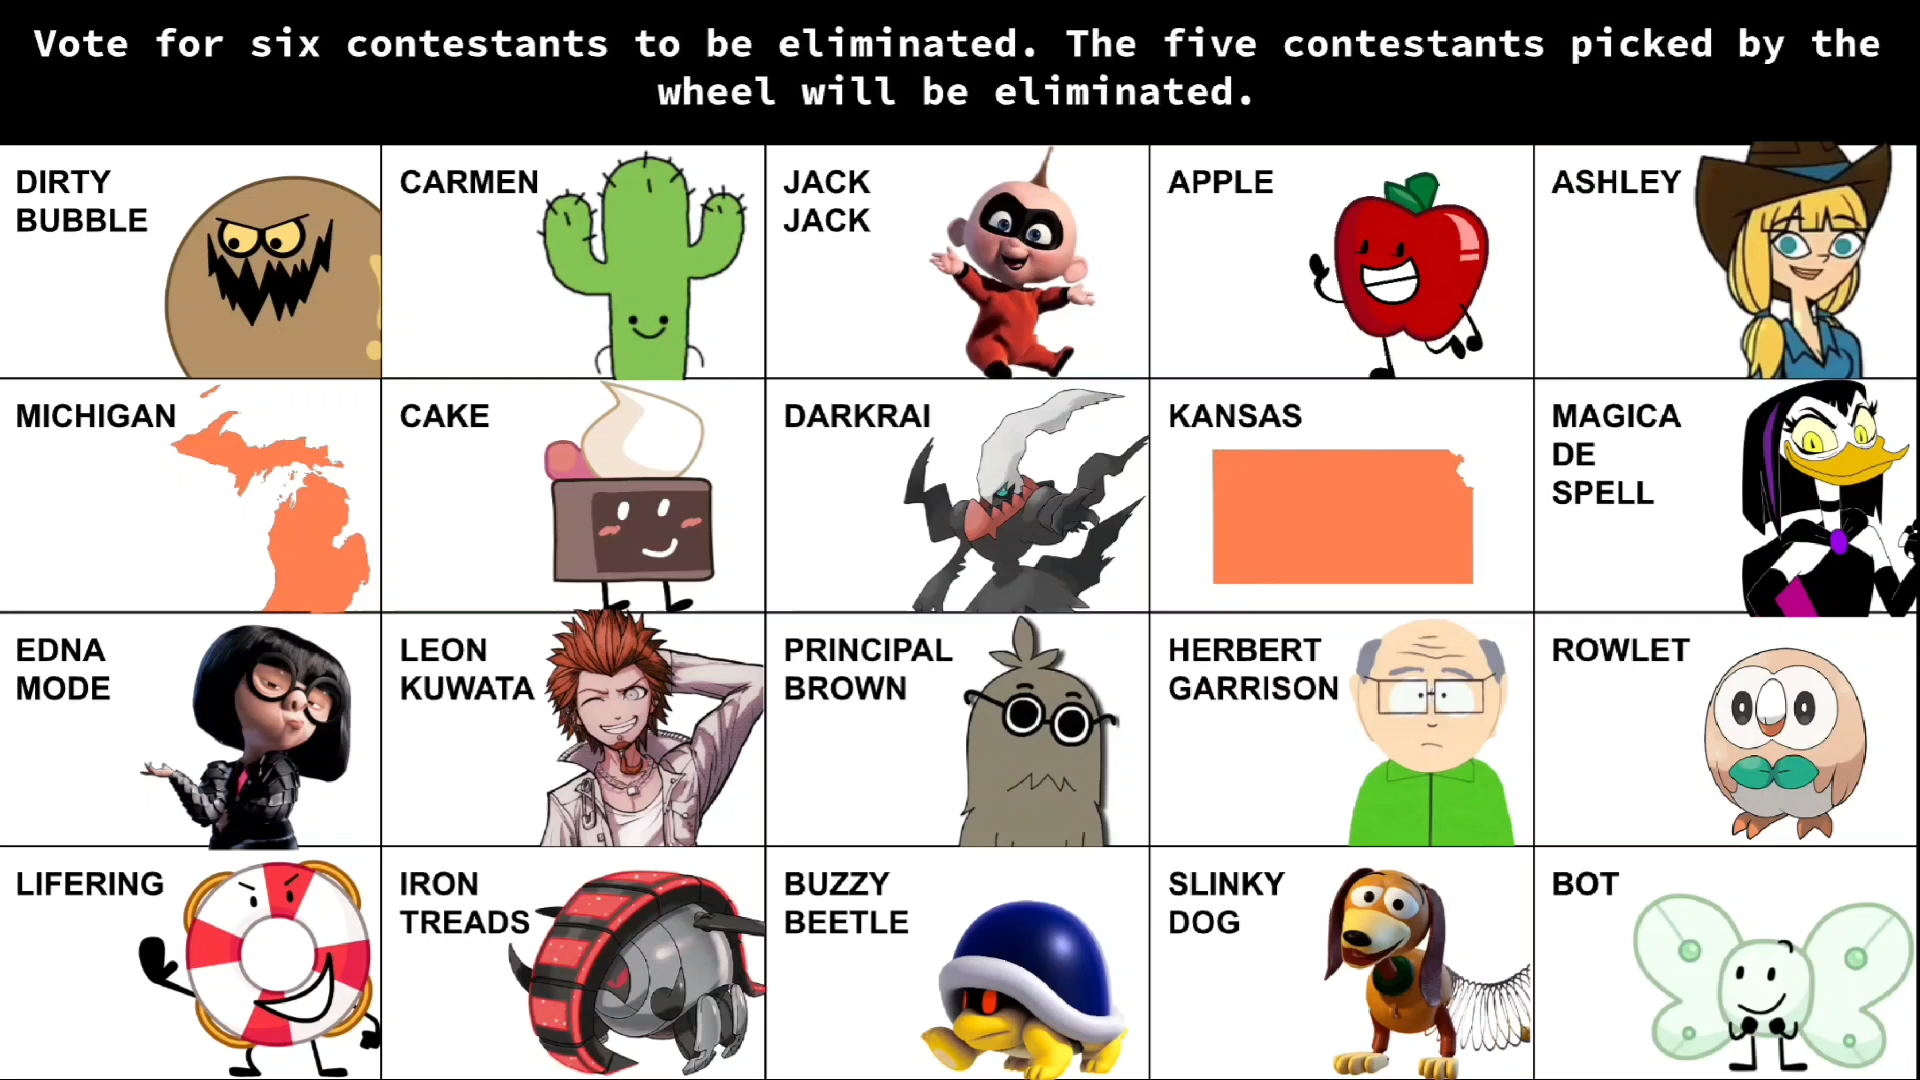 Vote for six contestants to be eliminated. The five contestants picked by the
wheel will be eliminated.
DIRTY
BUBBLE
CARMEN
JACK
JACK
APPLE
ASHLEY
MICHIGAN
CAKE
DARKRAI
KANSAS
MAGICA
DE
SPELL
EDNA
MODE
LEON
KUWATA
PRINCIPAL
BROWN
HERBERT
GARRISON
ROWLET
LIFERING
IRON
TREADS
BUZZY
BEETLE
SLINKY
DOG
BOT